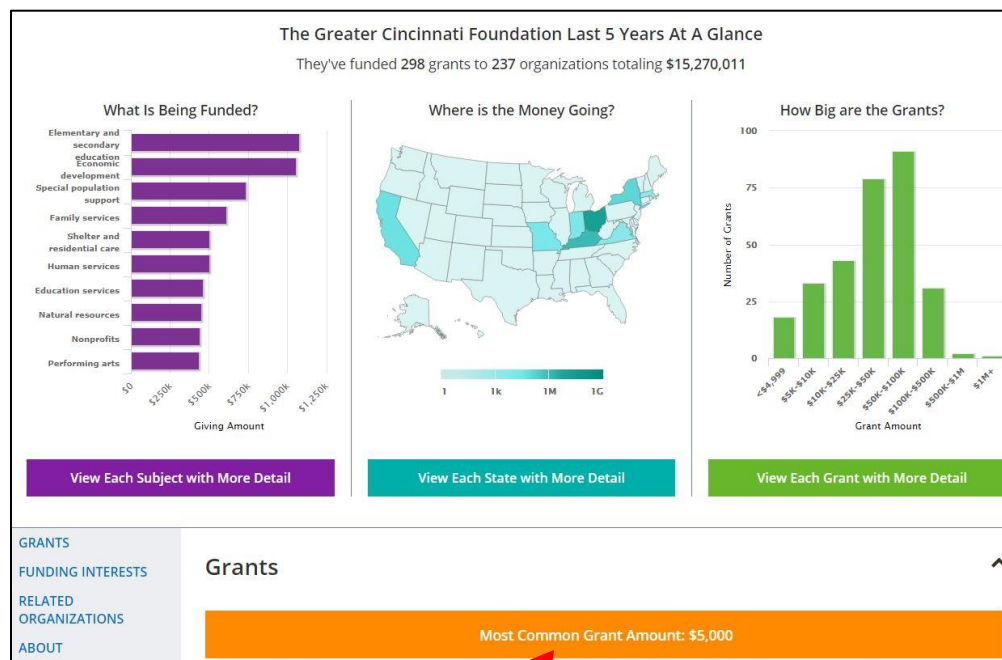 The Greater Cincinnati Foundation Last 5 Years At A Glance
They've funded 298 grants to 237 organizations totaling $15,270,011
What Is Being Funded?
Elementary and
secondary
education
Economic
development
Special population
support
Family services
Shelter and
residential care
Human services
Education services
Natural resources
Nonprofits
Performing arts
$0
$250k
$500k
$750k
$1,000k
$1,250k
Giving Amount
View Each Subject with More Detail
Where is the Money Going?
1 1k 1M 1G
View Each State with More Detail
How Big are the Grants?
100
75
50
25
0
Number of Grants
<$4,999
$5K-$10K
$10K-$25K
$25K-$50K
$50K-$100K
$100K-$500K
$500K-$1M
$1M+
Grant Amount
View Each Grant with More Detail
GRANTS
FUNDING INTERESTS
RELATED
ORGANIZATIONS
ABOUT
Grants
Most Common Grant Amount: $5,000